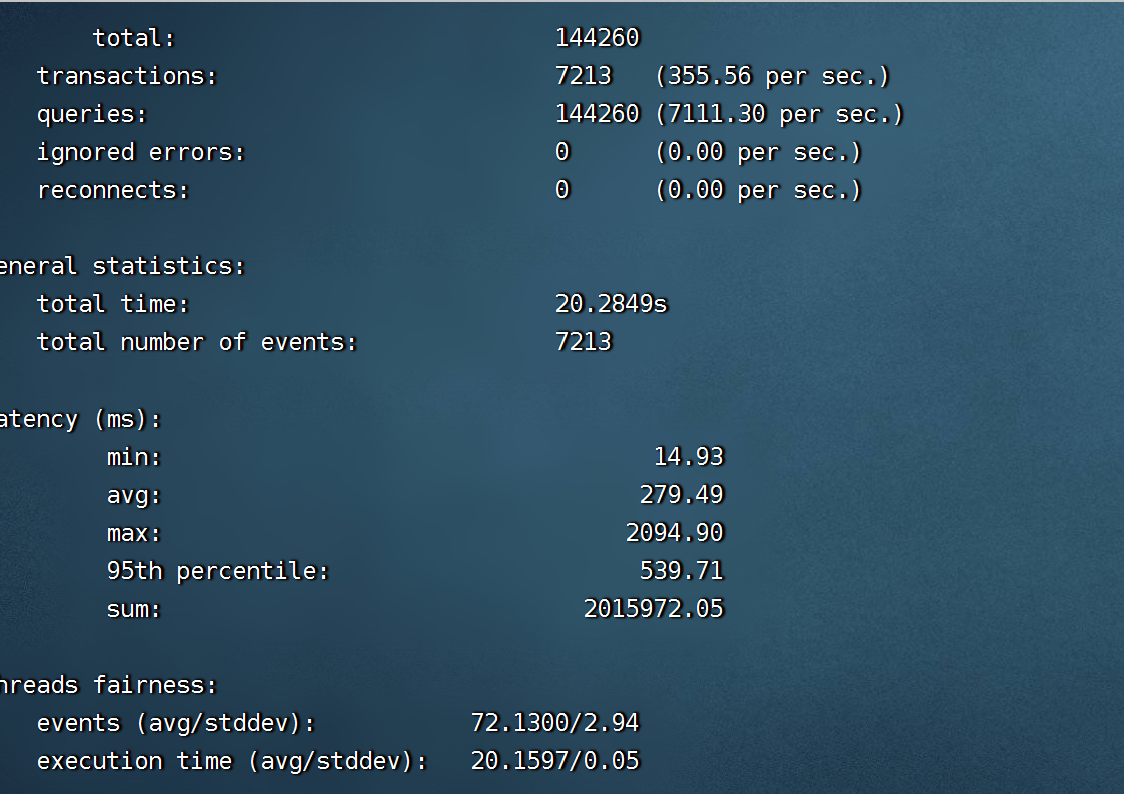 total: 144260
transactions: 7213 (355.56 per sec.)
queries: 144260 (7111.30 per sec.)
ignored errors: 0 (0.00 per sec.)
reconnects: 0 (0.00 per sec.)
eneral statistics:
total time: 20.2849s
total number of events: 7213
atency (ms):
min: 14.93
avg: 279.49
max: 2094.90
95th percentile: 539.71
sum: 2015972.05
hreads fairness:
events (avg/stddev): 72.1300/2.94
execution time (avg/stddev): 20.1597/0.05